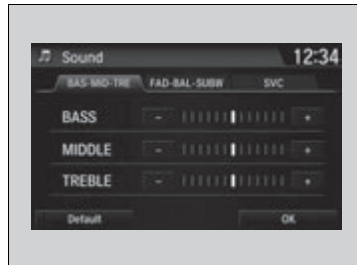 Sound 12:34
BAS-MID-TRE FAD-BAL-SUBW SVC
BASS - +
MIDDLE - +
TREBLE - +
Default OK